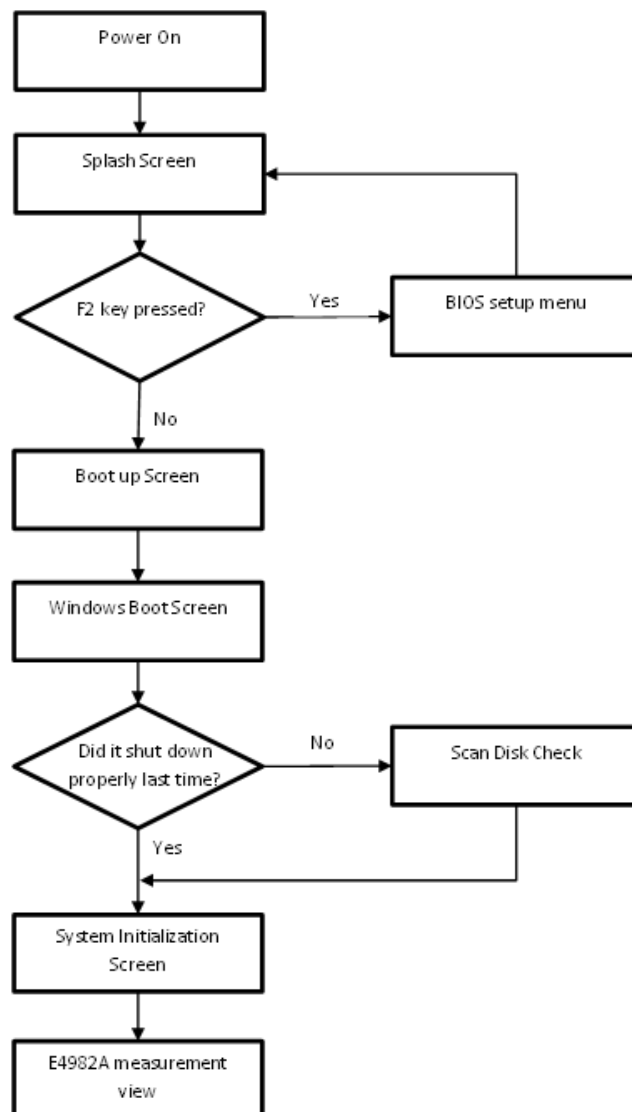 Power On
Splash Screen
F2 key pressed?
Yes
BIOS setup menu
No
Boot up Screen
Windows Boot Screen
Did it shut down
properly last time?
No
Scan Disk Check
Yes
System Initialization
Screen
E4982A measurement
view